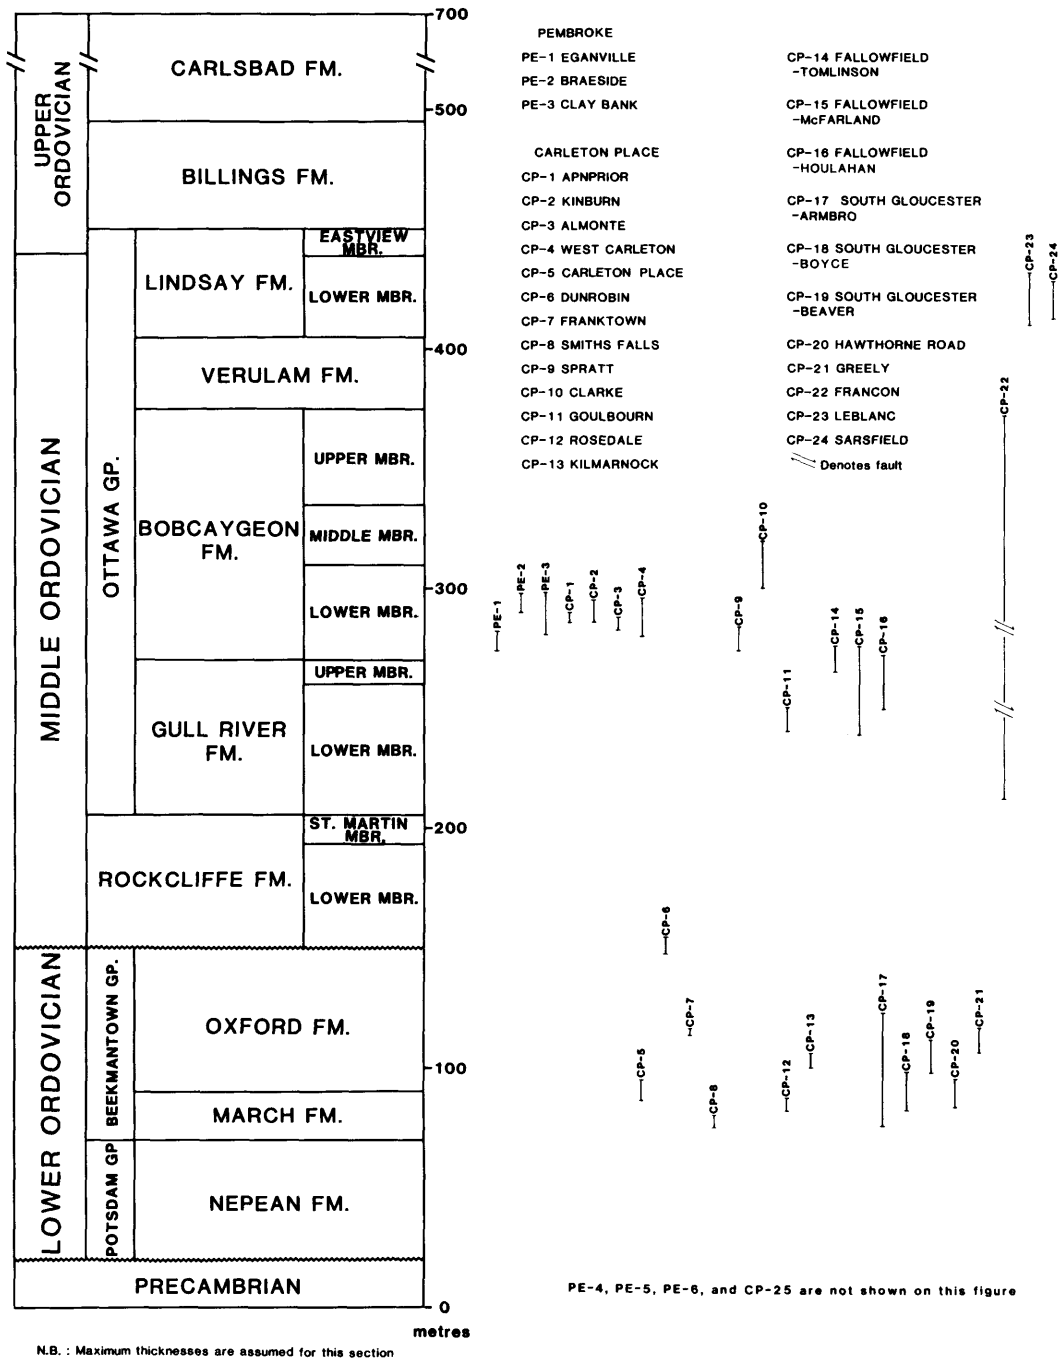 700
500
400
300
200
100
0
metres
UPPER
ORDOVICIAN
MIDDLE ORDOVICIAN
LOWER ORDOVICIAN
OTTAWA GP.
BEEKMANTOWN GP.
POTSDAM GP
CARLSBAD FM.
BILLINGS FM.
LINDSAY FM.
EASTVIEW
MBR.
LOWER MBR.
VERULAM FM.
BOBCAYGEON
FM.
UPPER MBR.
MIDDLE MBR.
LOWER MBR.
GULL RIVER
FM.
UPPER MBR.
LOWER MBR.
ROCKCLIFFE FM.
ST. MARTIN
MBR.
LOWER MBR.
OXFORD FM.
MARCH FM.
NEPEAN FM.
PRECAMBRIAN
N.B. : Maximum thicknesses are assumed for this section
PEMBROKE
PE-1 EGANVILLE
PE-2 BRAESIDE
PE-3 CLAY BANK
CARLETON PLACE
CP-1 APNPRIOR
CP-2 KINBURN
CP-3 ALMONTE
CP-4 WEST CARLETON
CP-5 CARLETON PLACE
CP-6 DUNROBIN
CP-7 FRANKTOWN
CP-8 SMITHS FALLS
CP-9 SPRATT
CP-10 CLARKE
CP-11 GOULBOURN
CP-12 ROSEDALE
CP-13 KILMARNOCK
CP-14 FALLOWFIELD
-TOMLINSON
CP-15 FALLOWFIELD
-McFARLAND
CP-16 FALLOWFIELD
-HOULAHAN
CP-17 SOUTH GLOUCESTER
-ARMBRO
CP-18 SOUTH GLOUCESTER
-BOYCE
CP-19 SOUTH GLOUCESTER
-BEAVER
CP-20 HAWTHORNE ROAD
CP-21 GREELY
CP-22 FRANCON
CP-23 LEBLANC
CP-24 SARSFIELD
Denotes fault
PE-1
PE-2
PE-3
CP-1
CP-2
CP-3
CP-4
CP-5
CP-6
CP-7
CP-8
CP-9
CP-10
CP-11
CP-12
CP-13
CP-14
CP-15
CP-16
CP-17
CP-18
CP-19
CP-20
CP-21
CP-22
CP-23
CP-24
PE-4, PE-5, PE-6, and CP-25 are not shown on this figure